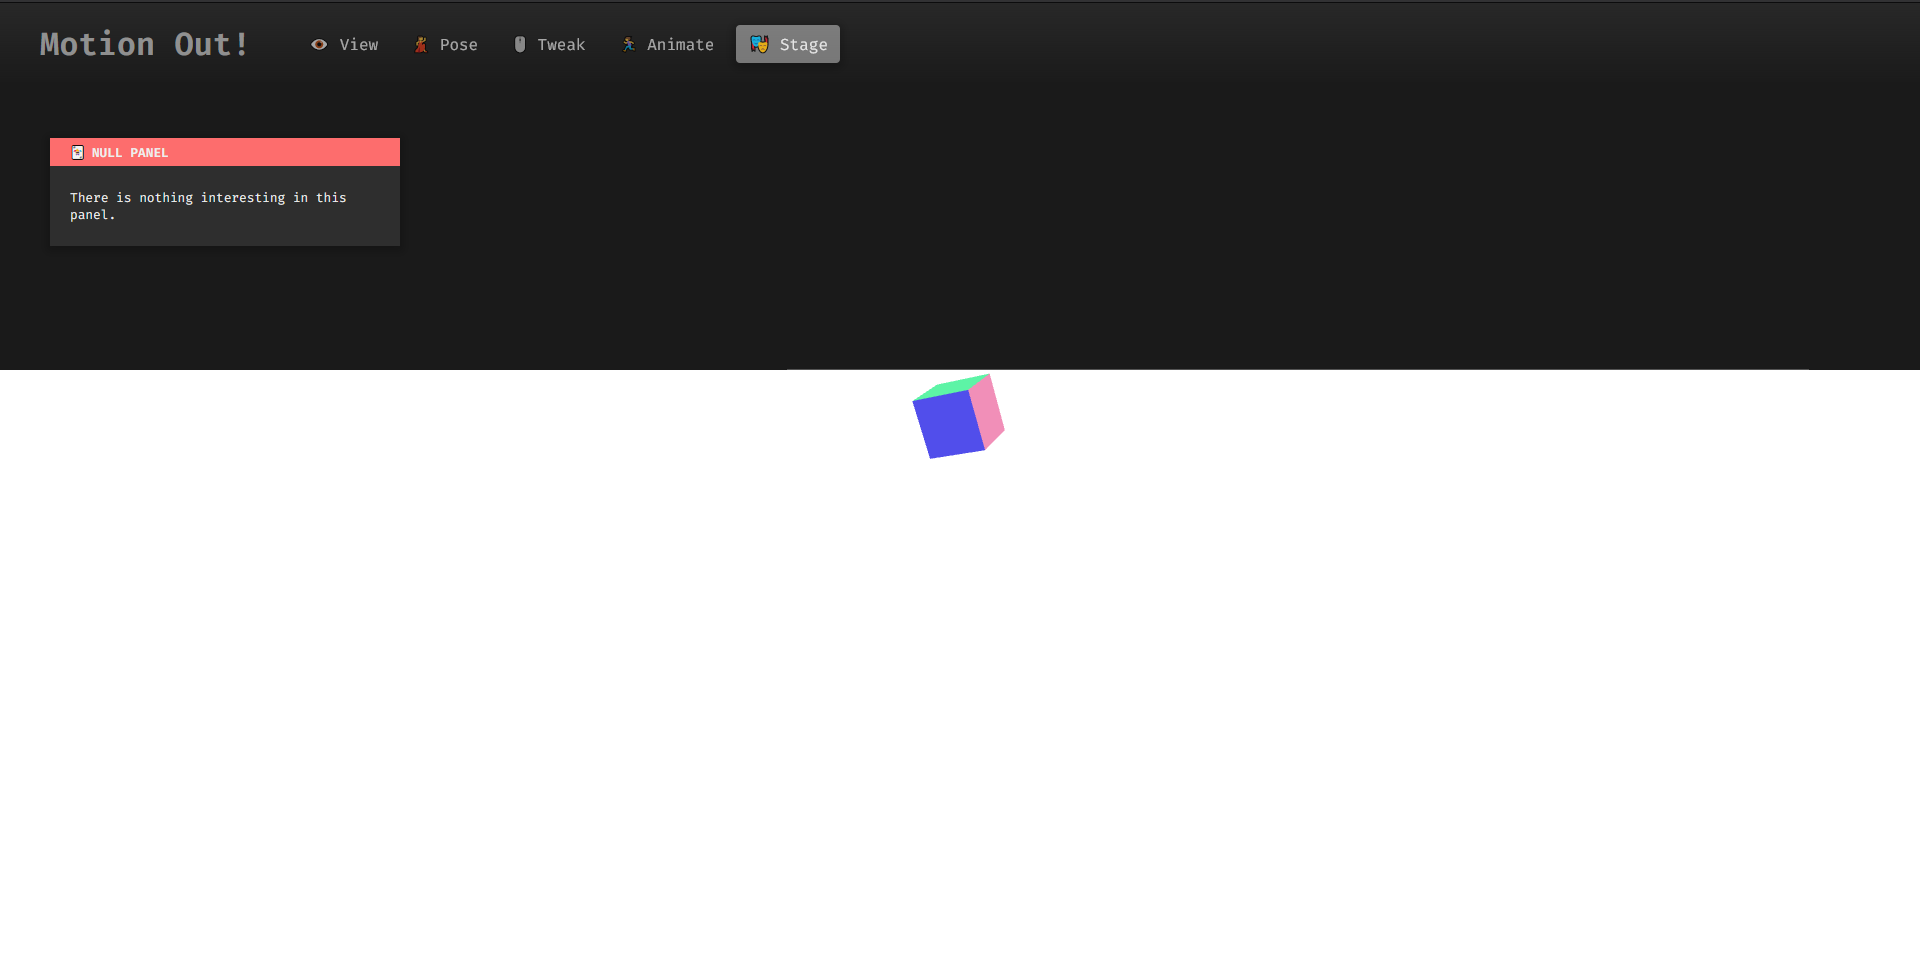 Motion Out!
View
Pose
Tweak
Animate
Stage
NULL PANEL
There is nothing interesting in this
panel.